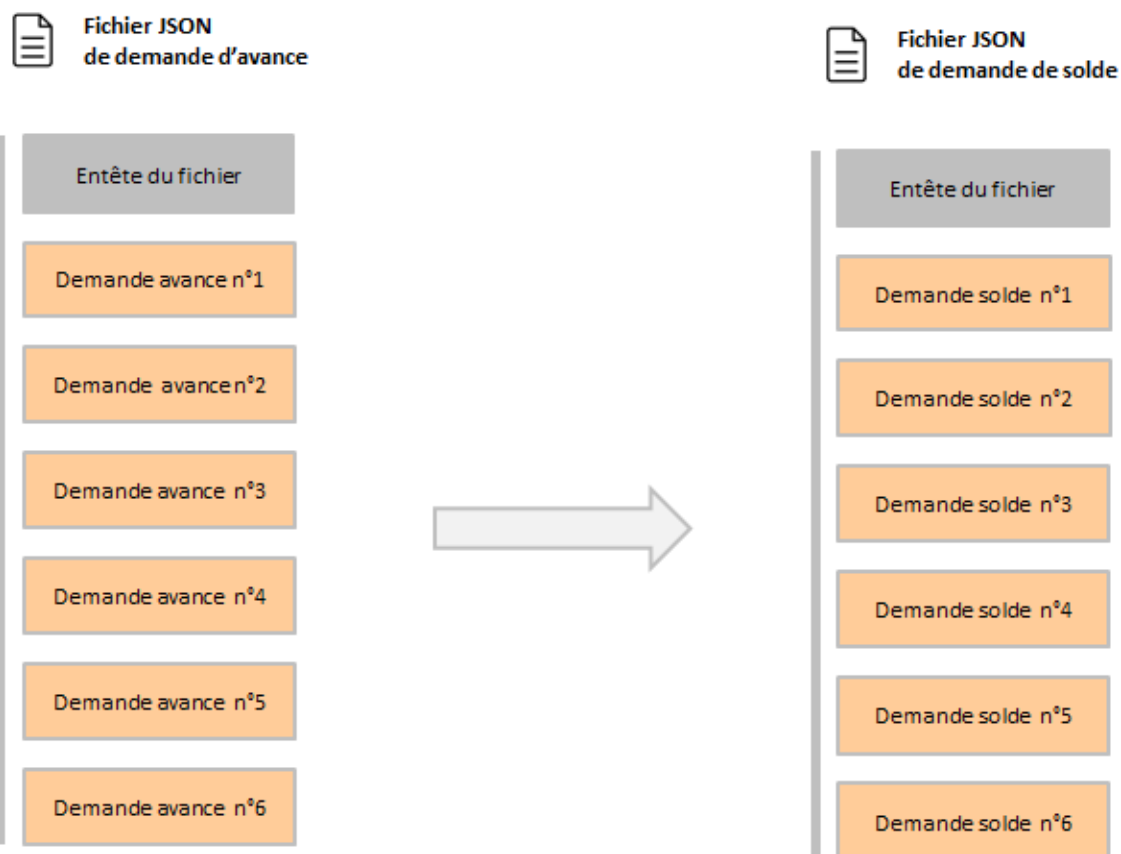 Fichier JSON
de demande d’avance
Entête du fichier
Demande avance n°1
Demande avance n°2
Demande avance n°3
Demande avance n°4
Demande avance n°5
Demande avance n°6
Fichier JSON
de demande de solde
Entête du fichier
Demande solde n°1
Demande solde n°2
Demande solde n°3
Demande solde n°4
Demande solde n°5
Demande solde n°6